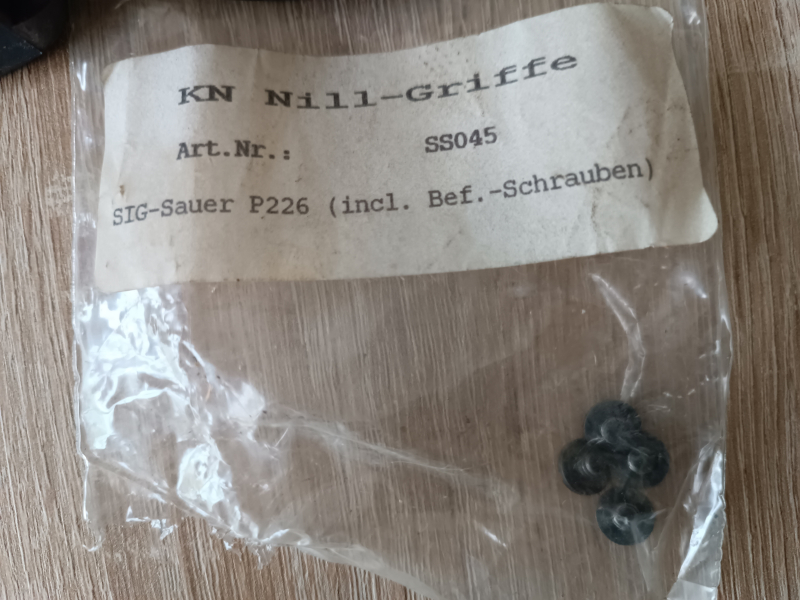 KN Nill-Griffe
Art.Nr.: SS045
SIG-Sauer P226 (incl. Bef.-Schrauben)